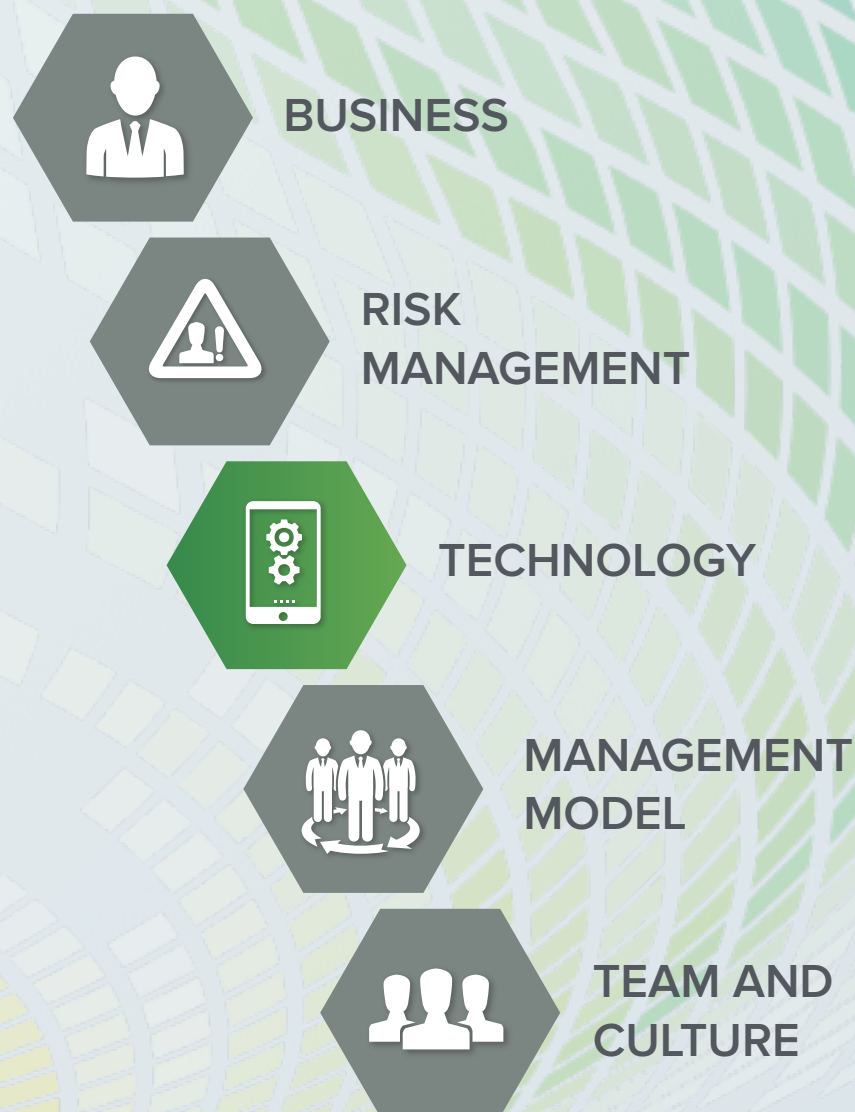 BUSINESS
RISK
MANAGEMENT
TECHNOLOGY
MANAGEMENT
MODEL
TEAM AND
CULTURE